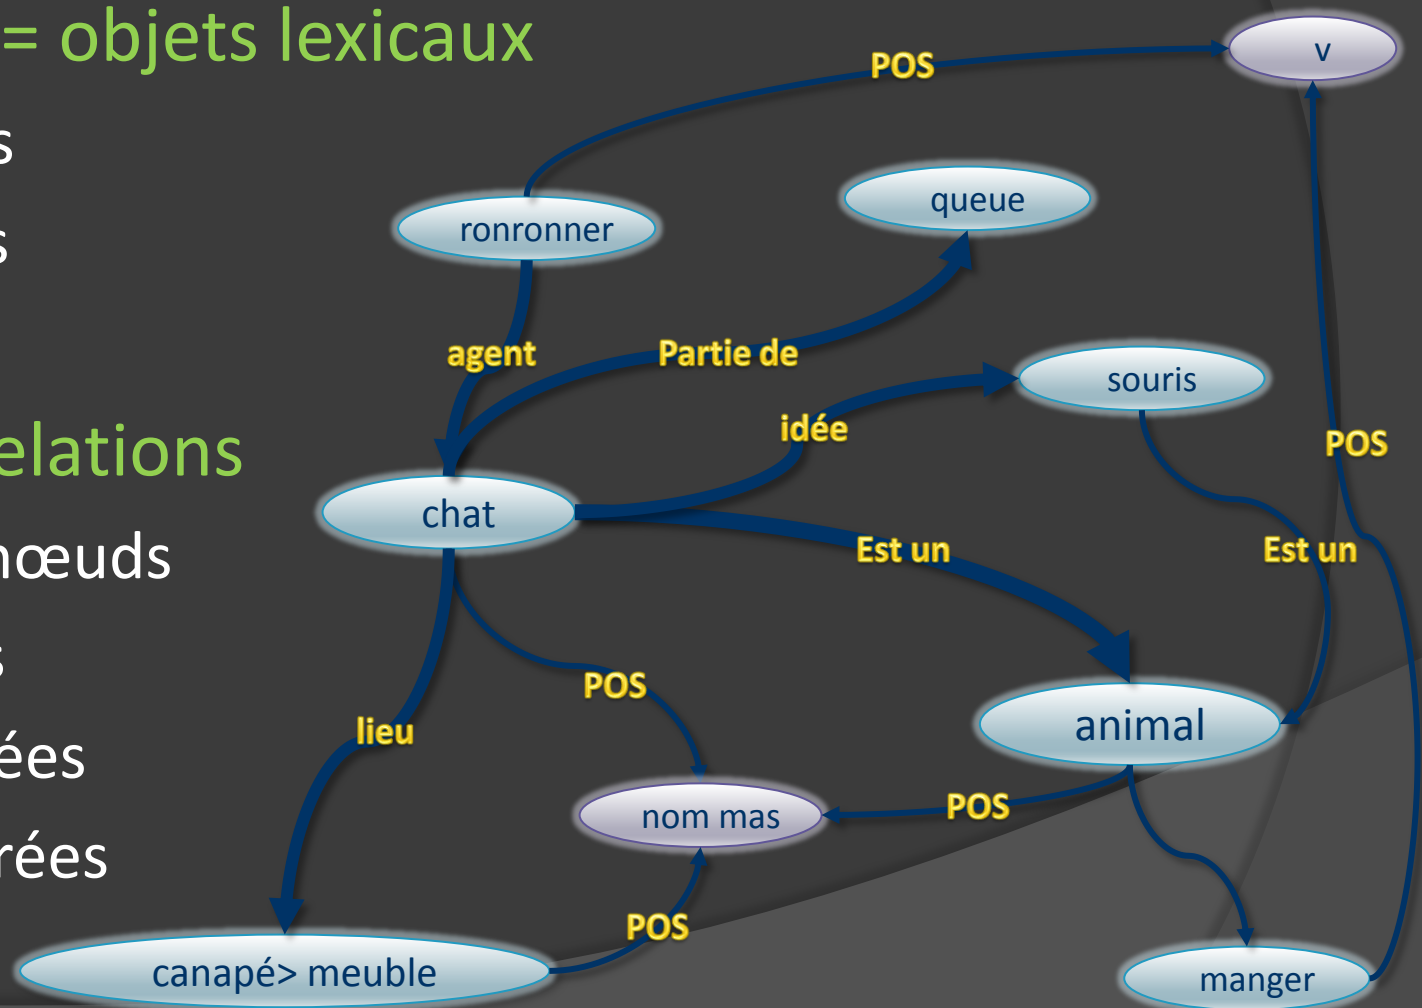 = objets lexicaux
v
POS
s
queue
ronronner
s
agent
Partie de
souris
idée
POS
elations
chat
nœuds
Est un
Est un
s
POS
lieu
animal
ées
nom mas
POS
rées
POS
canapé> meuble
manger